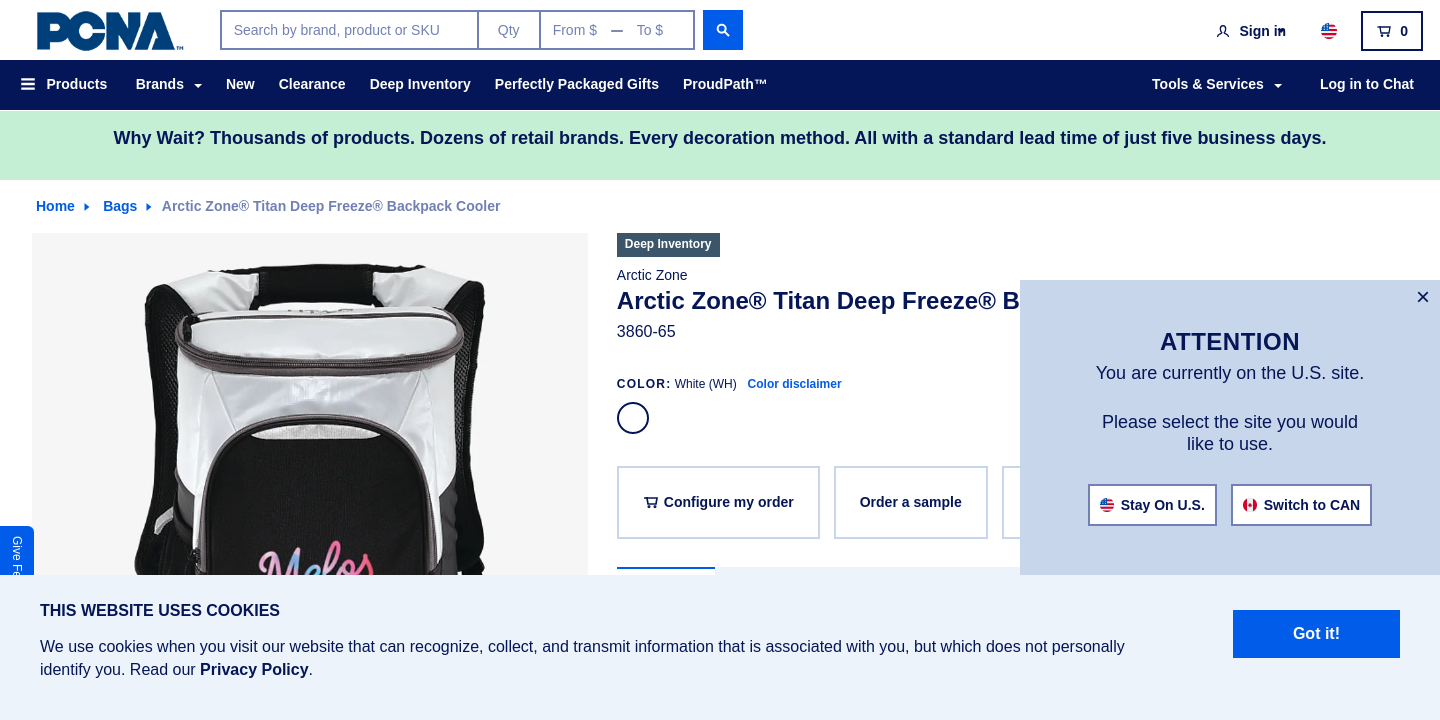 PCNA™
Search by brand, product or SKU
Qty
From $ — To $
Sign in
0
Products
Brands
New
Clearance
Deep Inventory
Perfectly Packaged Gifts
ProudPath™
Tools & Services
Log in to Chat
Why Wait? Thousands of products. Dozens of retail brands. Every decoration method. All with a standard lead time of just five business days.
Home
Bags
Arctic Zone® Titan Deep Freeze® Backpack Cooler
Deep Inventory
Arctic Zone
Arctic Zone® Titan Deep Freeze® B
3860-65
COLOR: White (WH) Color disclaimer
Configure my order
Order a sample
×
ATTENTION
You are currently on the U.S. site.
Please select the site you would
like to use.
Stay On U.S.
Switch to CAN
Melos
Give Fe
THIS WEBSITE USES COOKIES
We use cookies when you visit our website that can recognize, collect, and transmit information that is associated with you, but which does not personally
identify you. Read our Privacy Policy.
Got it!